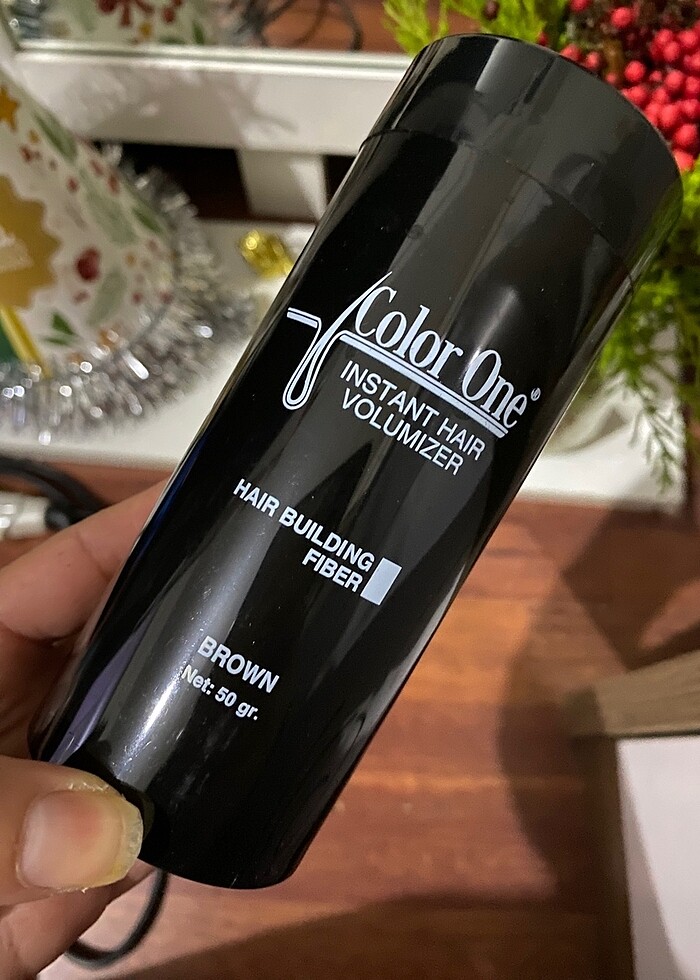 Color One®
INSTANT HAIR
VOLUMIZER
HAIR BUILDING
FIBER
BROWN
Net: 50 gr.